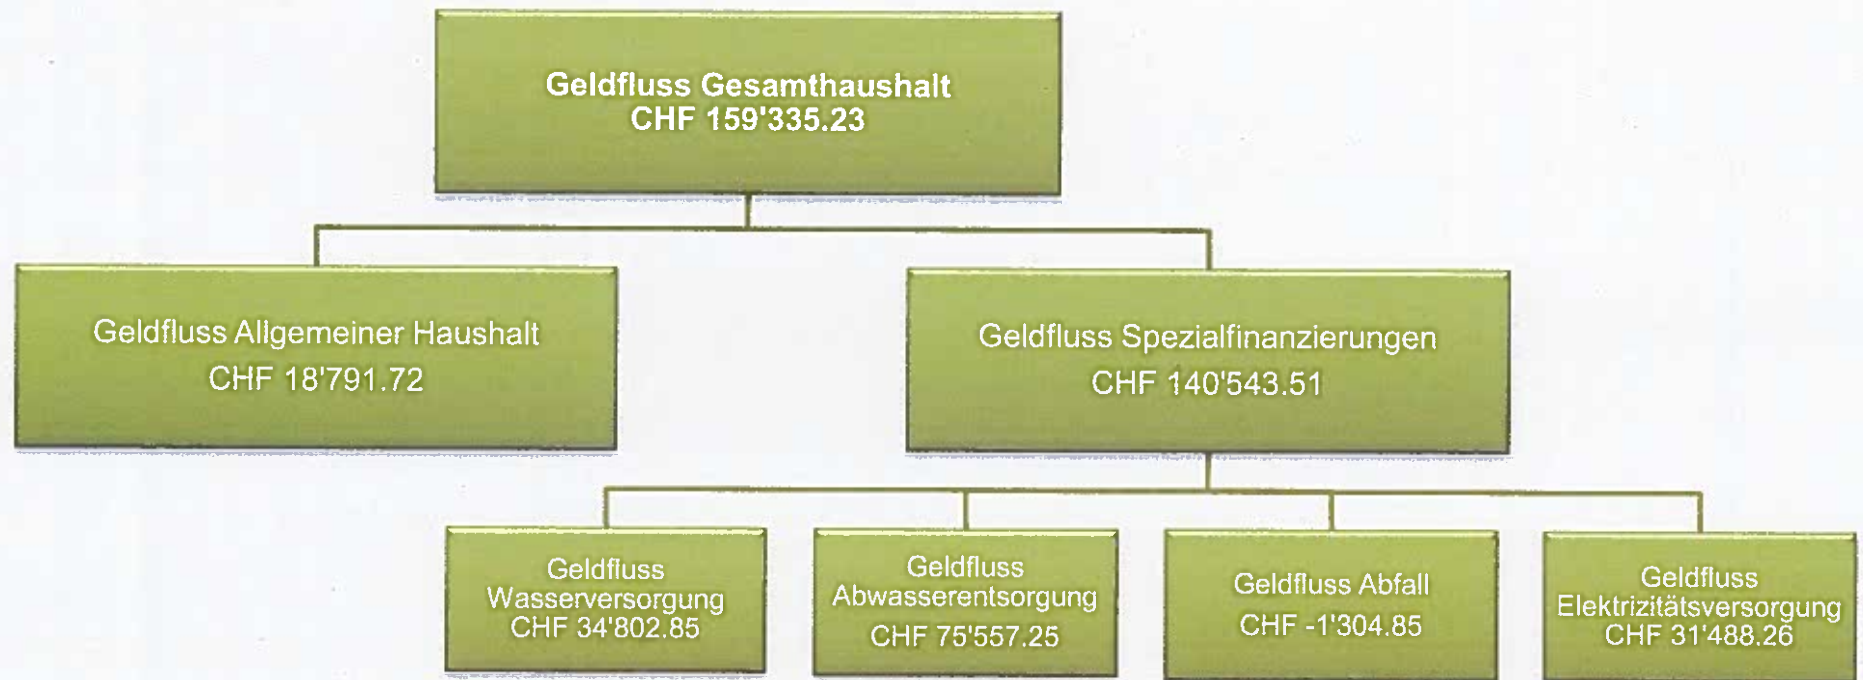 Geldfluss Gesamthaushalt
CHF 159'335.23
Geldfluss Allgemeiner Haushalt
CHF 18'791.72
Geldfluss Spezialfinanzierungen
CHF 140'543.51
Geldfluss
Wasserversorgung
CHF 34'802.85
Geldfluss
Abwasserentsorgung
CHF 75'557.25
Geldfluss Abfall
CHF -1'304.85
Geldfluss
Elektrizitätsversorgung
CHF 31'488.26